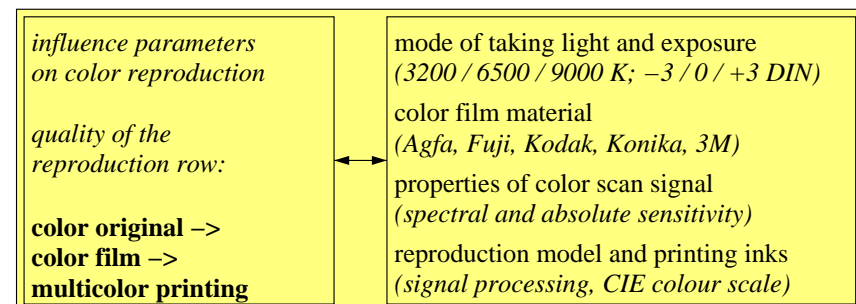 influence parameters
on color reproduction
quality of the
reproduction row:
color original −>
color film −>
multicolor printing
mode of taking light and exposure
(3200 / 6500 / 9000 K; −3 / 0 / +3 DIN)
color film material
(Agfa, Fuji, Kodak, Konika, 3M)
properties of color scan signal
(spectral and absolute sensitivity)
reproduction model and printing inks
(signal processing, CIE colour scale)